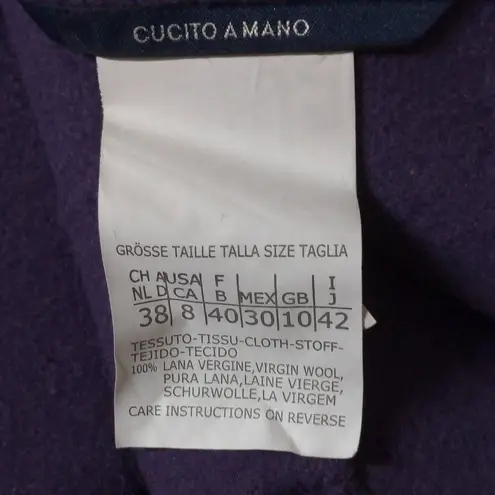 CUCITO A MANO
GRÖSSE TAILLE TALLA SIZE TAGLIA
CH A USA F I
NL D CA B MEX GB J
38 8 40 30 10 42
TESSUTO-TISSU-CLOTH-STOFF-
TEJIDO-TECIDO
100% LANA VERGINE,VIRGIN WOOL,
PURA LANA,LAINE VIERGE,
SCHURWOLLE,LA VIRGEM
CARE INSTRUCTIONS ON REVERSE